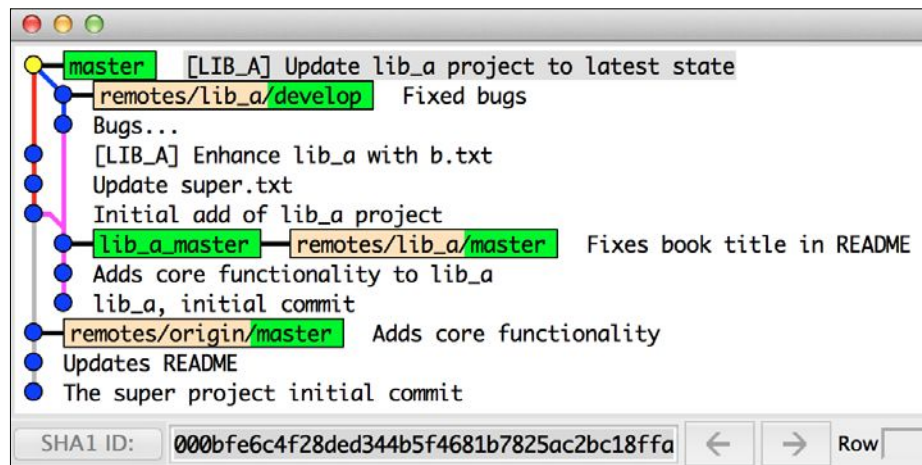 master [LIB_A] Update lib_a project to latest state
remotes/lib_a/develop Fixed bugs
Bugs...
[LIB_A] Enhance lib_a with b.txt
Update super.txt
Initial add of lib_a project
lib_a_master remotes/lib_a/master Fixes book title in README
Adds core functionality to lib_a
lib_a, initial commit
remotes/origin/master Adds core functionality
Updates README
The super project initial commit
SHA1 ID: 000bfe6c4f28ded344b5f4681b7825ac2bc18ffa ← → Row